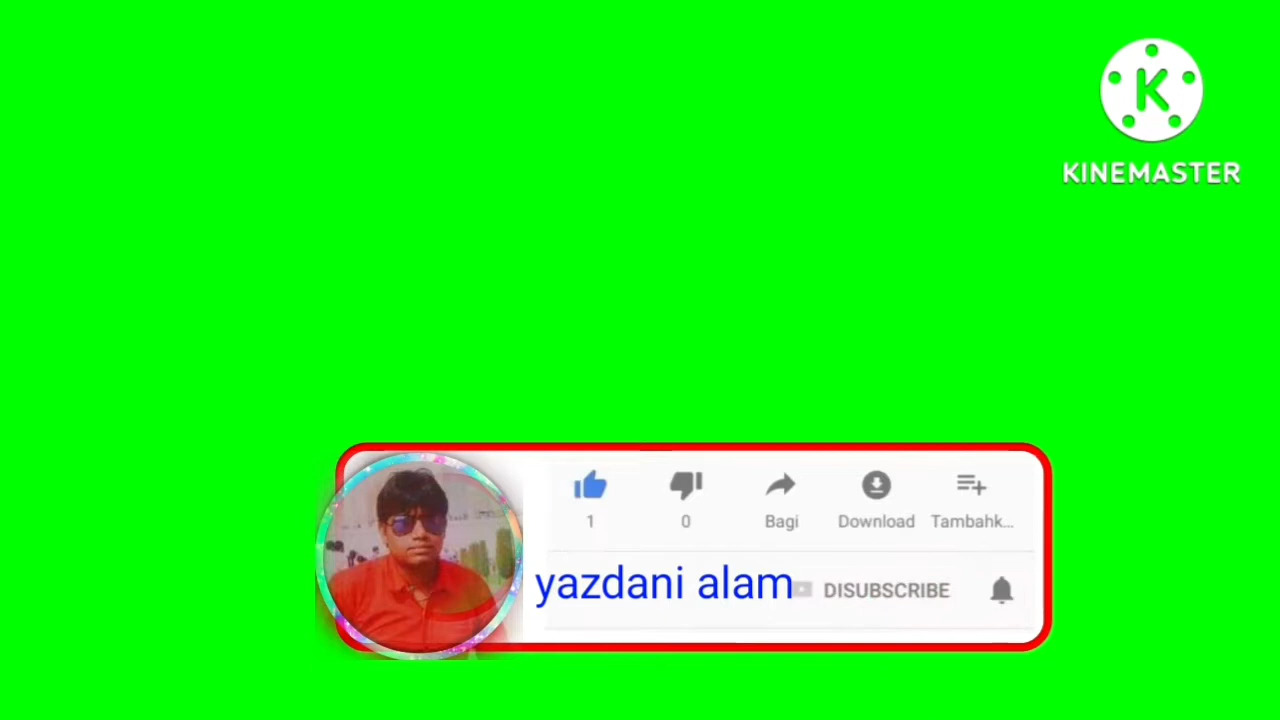 K
KINEMASTER
1
0
Bagi
Download
Tambahk...
yazdani alam
DISUBSCRIBE